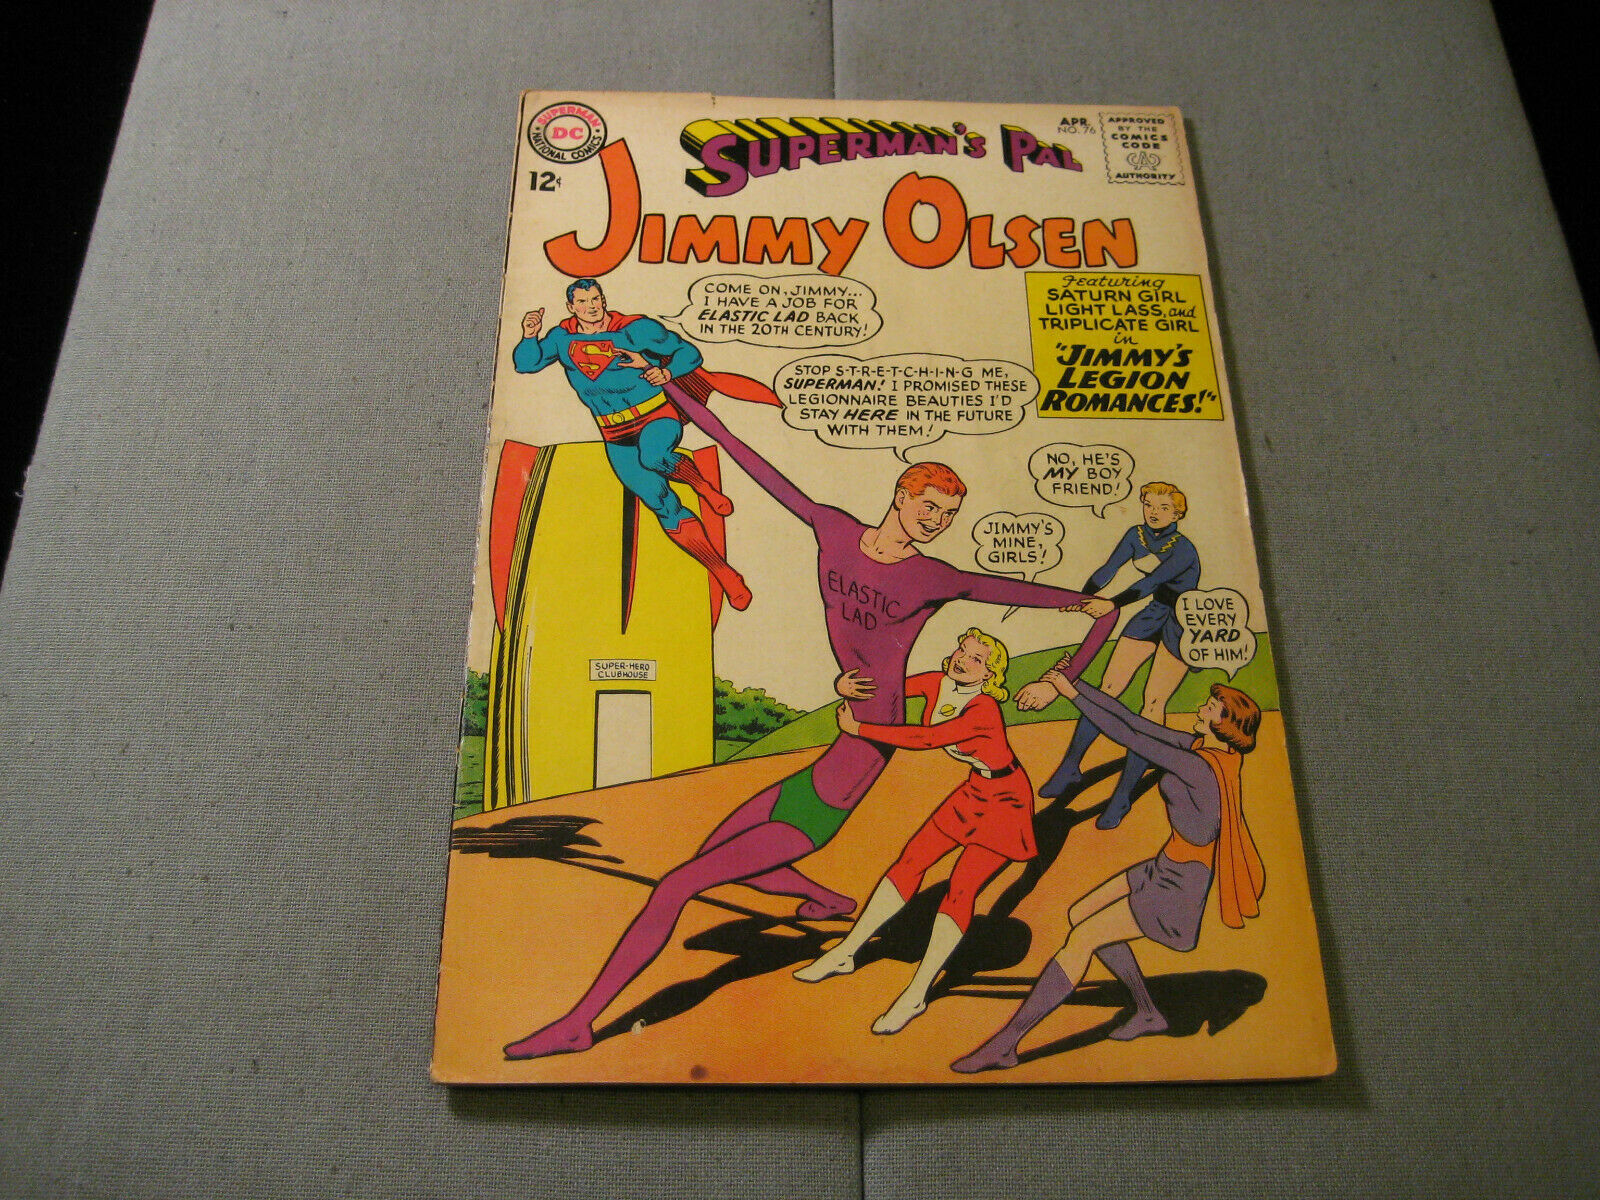 SUPERMAN
DC
NATIONAL COMICS
12¢
SUPERMAN'S PAL
JIMMY OLSEN
APR.
NO. 76
APPROVED
BY THE
COMICS
CODE
CA
AUTHORITY
Featuring
SATURN GIRL
LIGHT LASS, and
TRIPLICATE GIRL
in
"JIMMY'S
LEGION
ROMANCES!"
COME ON, JIMMY...
I HAVE A JOB FOR
ELASTIC LAD BACK
IN THE 20TH CENTURY!
STOP S-T-R-E-T-C-H-I-N-G ME,
SUPERMAN! I PROMISED THESE
LEGIONNAIRE BEAUTIES I'D
STAY HERE IN THE FUTURE
WITH THEM!
NO, HE'S
MY BOY
FRIEND!
JIMMY'S
MINE,
GIRLS!
I LOVE
EVERY
YARD
OF HIM!
ELASTIC
LAD
SUPER-HERO
CLUBHOUSE